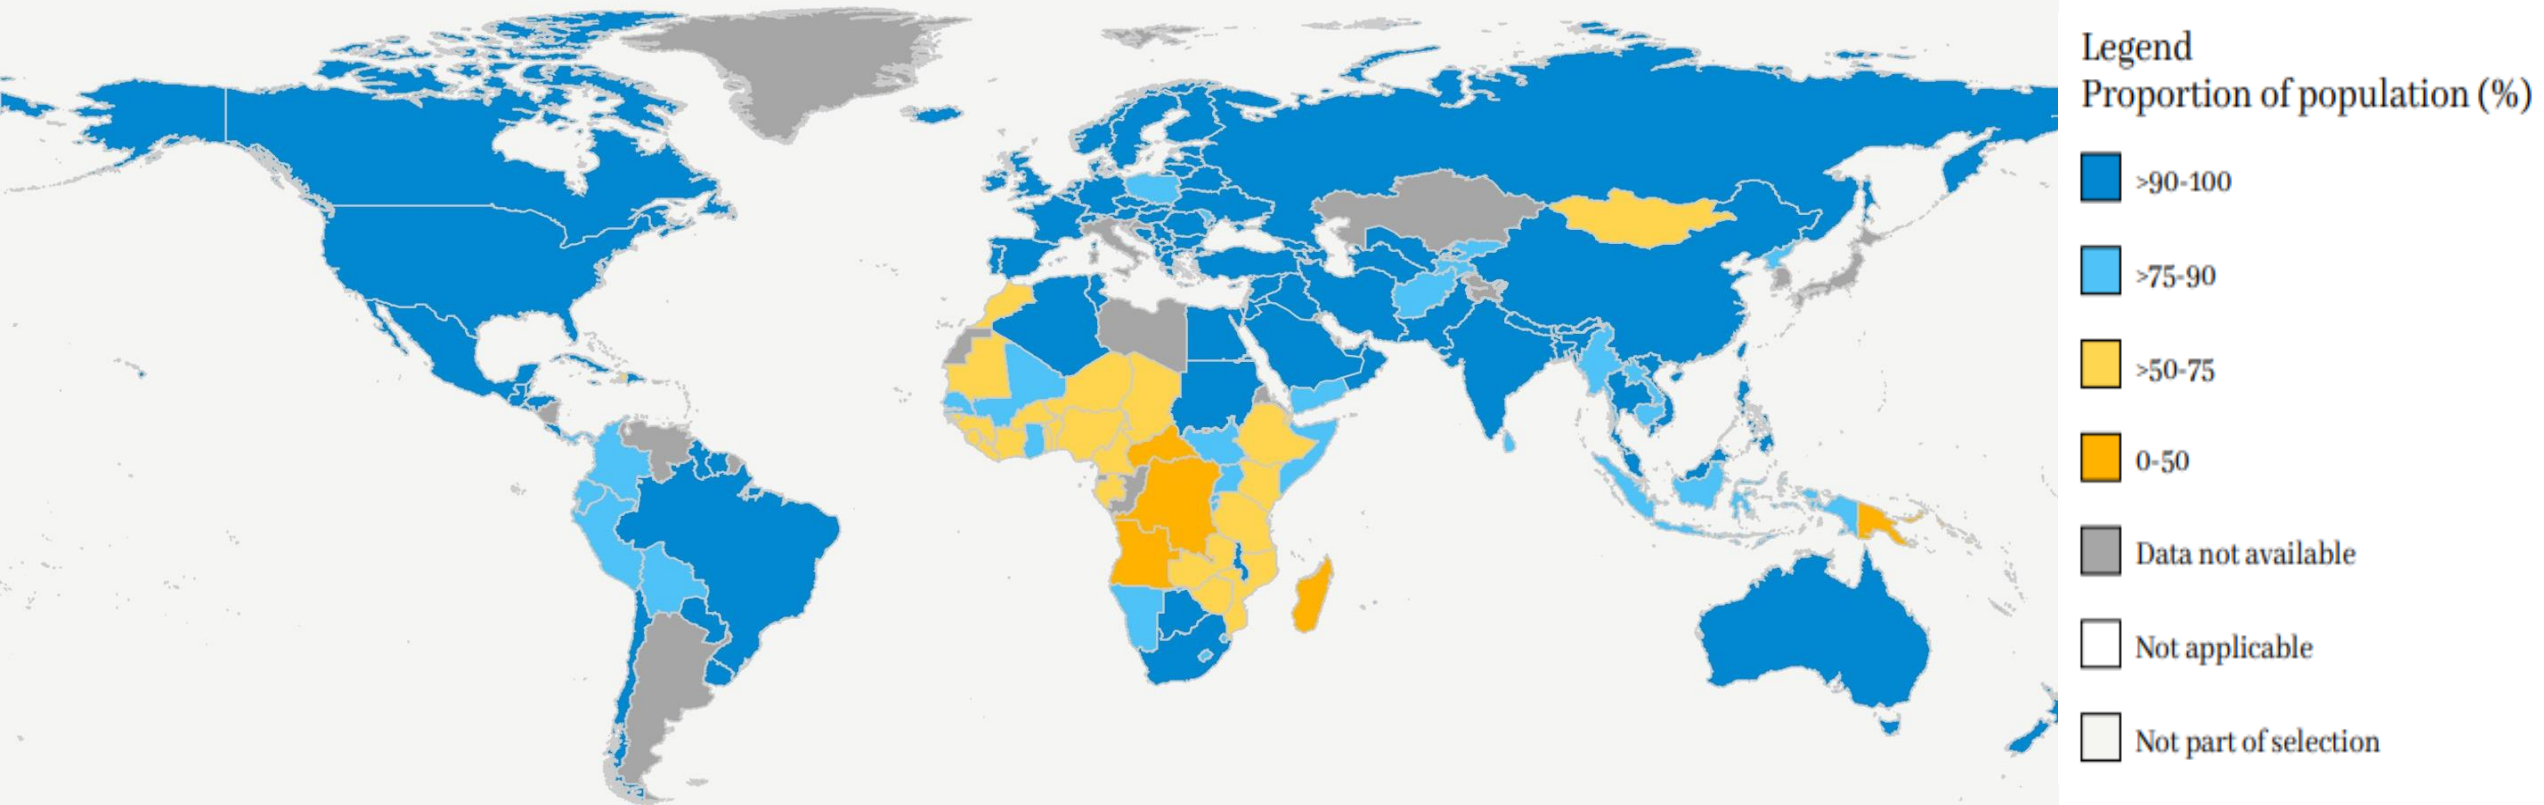 Legend
Proportion of population (%)
>90-100
>75-90
>50-75
0-50
Data not available
Not applicable
Not part of selection